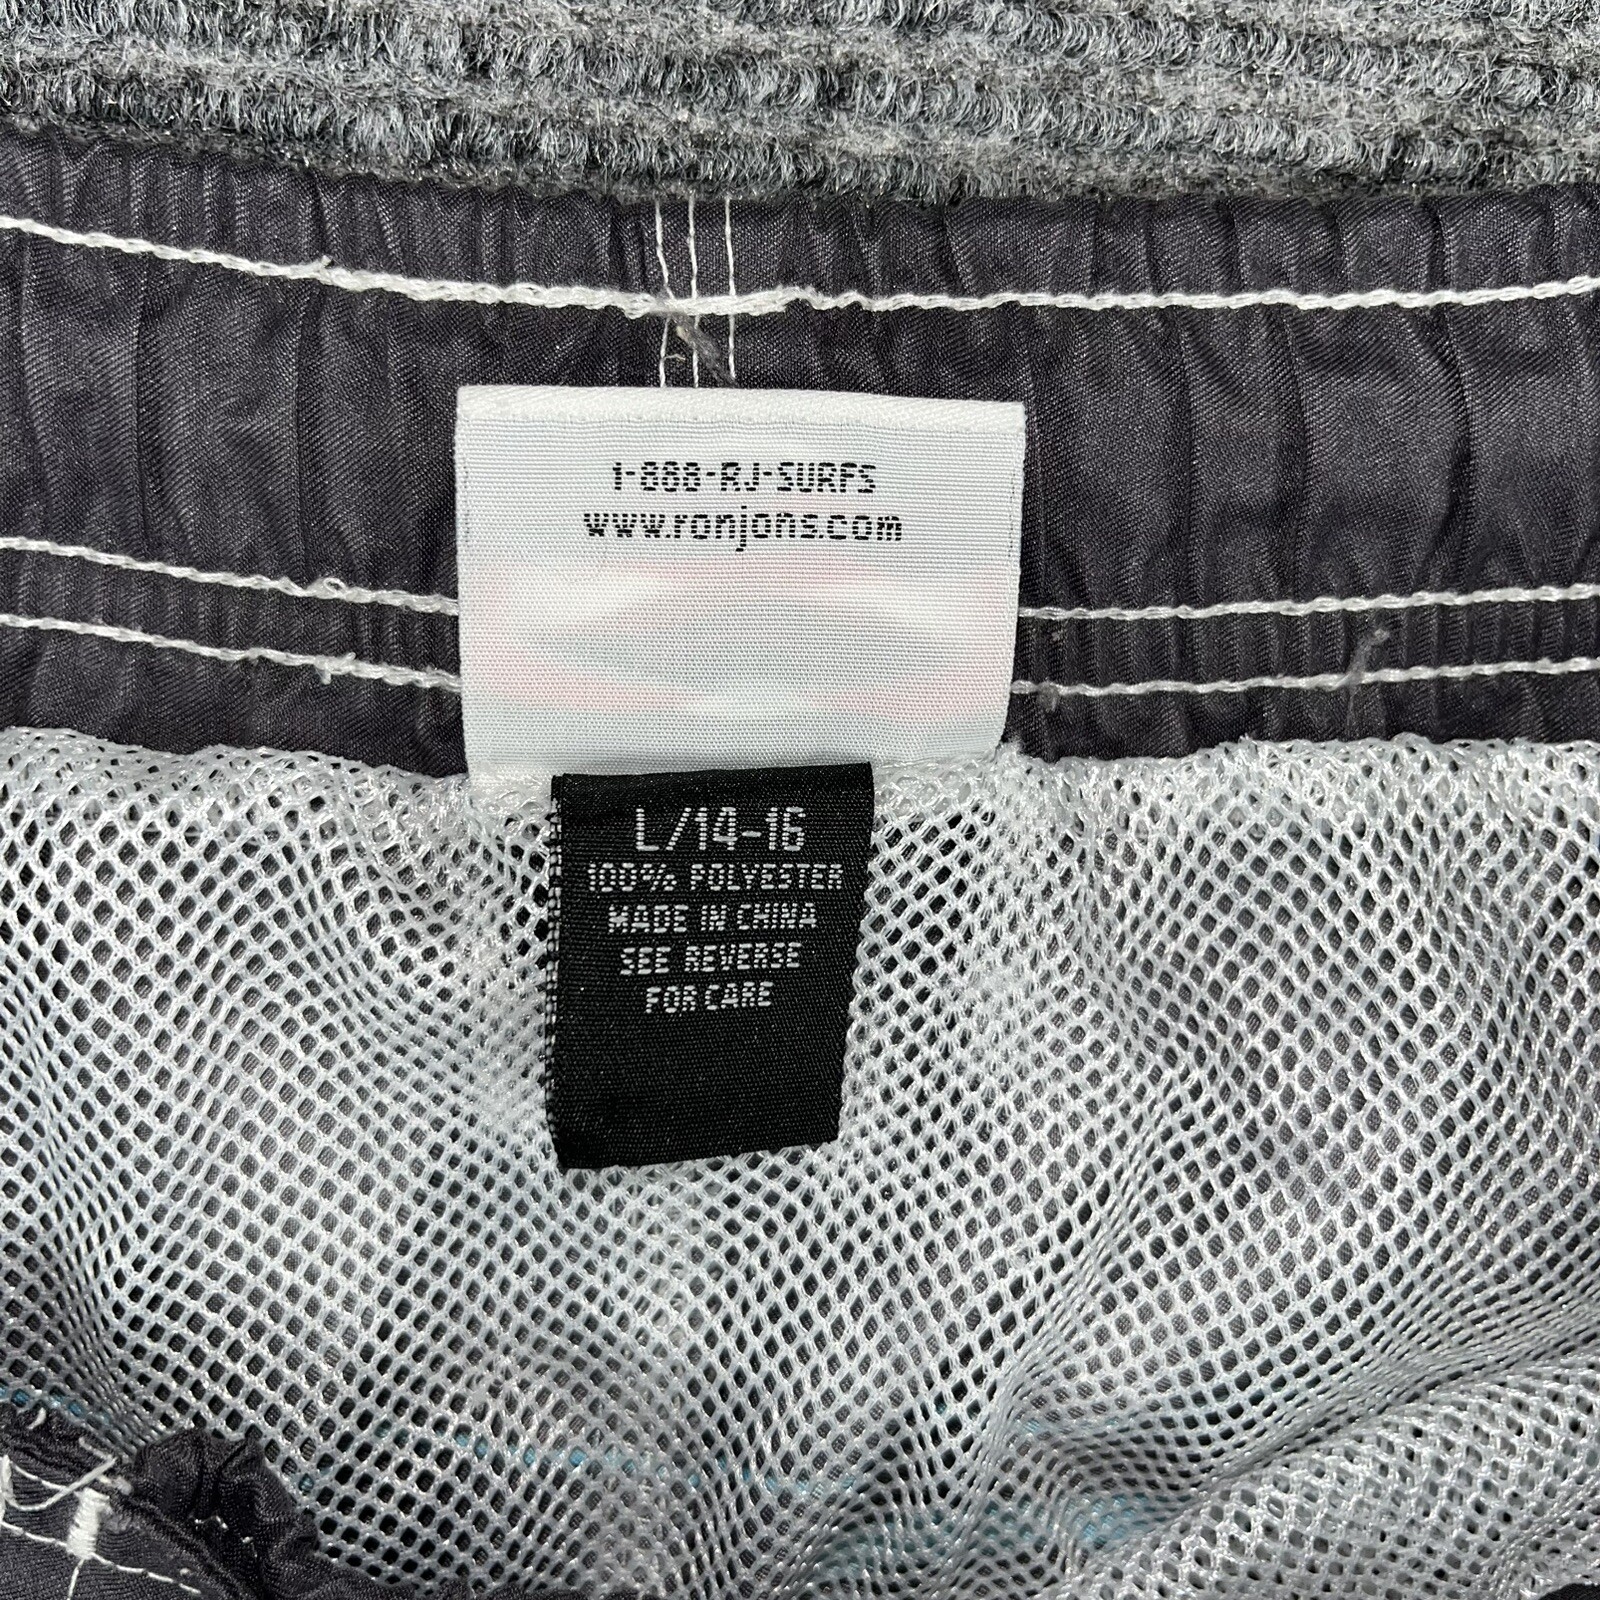 1-888-RJ-SURFS
www.ronjons.com
L/14-16
100% POLYESTER
MADE IN CHINA
SEE REVERSE
FOR CARE